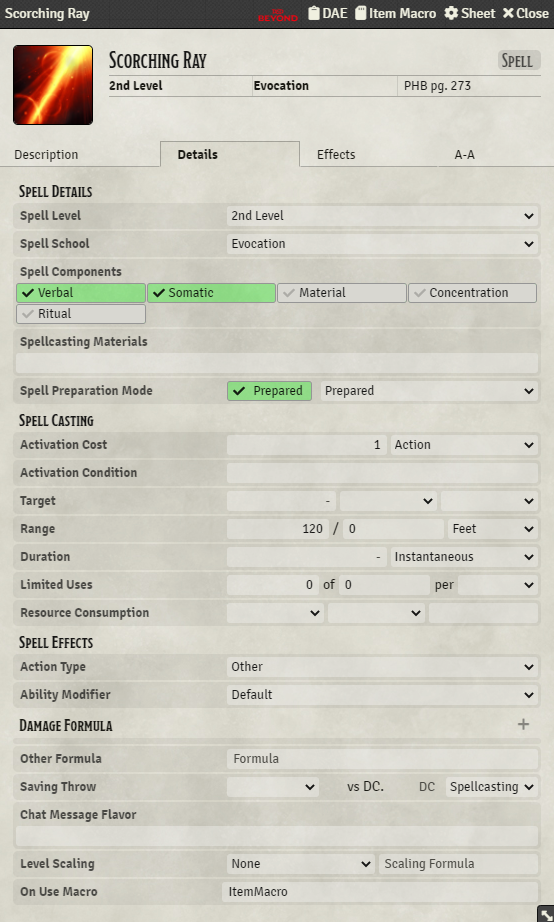 Scorching Ray
D&D BEYOND
DAE
Item Macro
Sheet
Close
Scorching Ray
Spell
2nd Level
Evocation
PHB pg. 273
Description
Details
Effects
A-A
Spell Details
Spell Level
2nd Level
Spell School
Evocation
Spell Components
Verbal
Somatic
Material
Concentration
Ritual
Spellcasting Materials
Spell Preparation Mode
Prepared
Prepared
Spell Casting
Activation Cost
1
Action
Activation Condition
Target
-
Range
120 / 0
Feet
Duration
-
Instantaneous
Limited Uses
0 of 0
per
Resource Consumption
Spell Effects
Action Type
Other
Ability Modifier
Default
Damage Formula
+
Other Formula
Formula
Saving Throw
vs DC.
DC
Spellcasting
Chat Message Flavor
Level Scaling
None
Scaling Formula
On Use Macro
ItemMacro